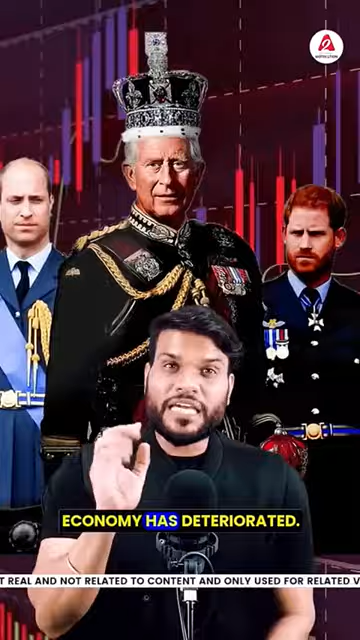 ECONOMY HAS DETERIORATED.
T REAL AND NOT RELATED TO CONTENT AND ONLY USED FOR RELATED V